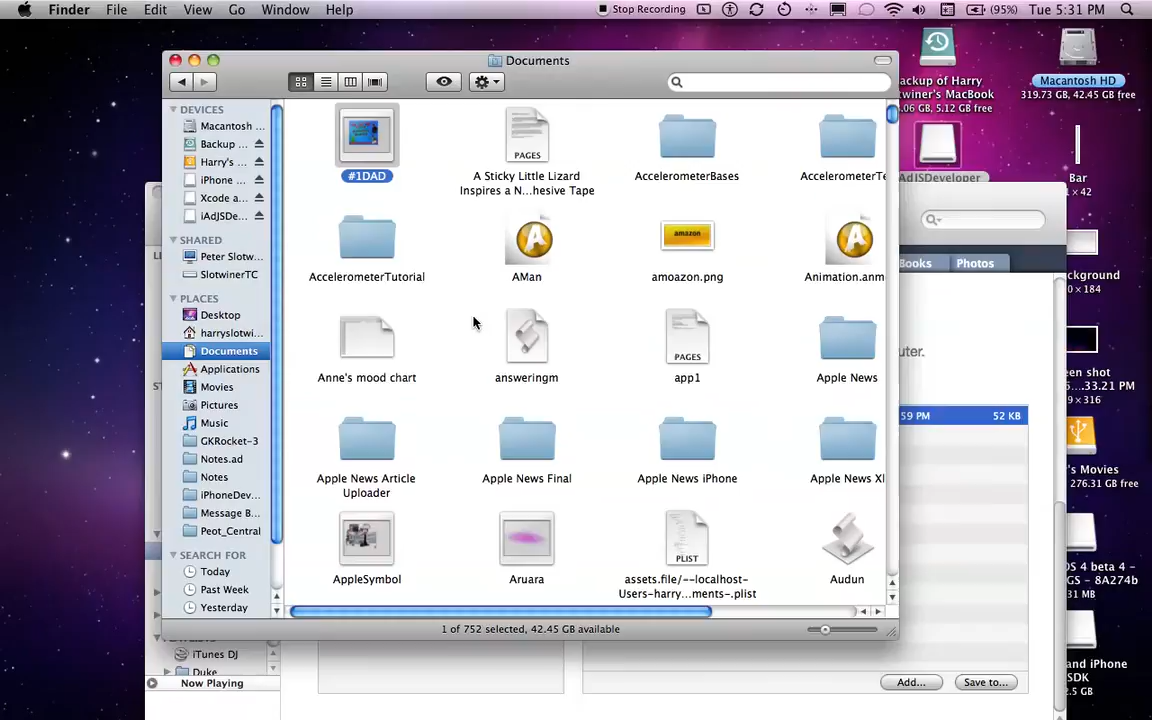 Finder File Edit View Go Window Help Stop Recording (95%) Tue 5:31 PM
Documents
DEVICES
Macintosh ...
Backup ...
Harry's ...
iPhone ...
Xcode a...
iAdJSDe...
SHARED
Peter Slotw...
SlotwinerTC
PLACES
Desktop
harryslotwi...
Documents
Applications
Movies
Pictures
Music
GKRocket-3
Notes.ad
Notes
iPhoneDev...
Message B...
Peot_Central
SEARCH FOR
Today
Past Week
Yesterday
#1DAD
PAGES
A Sticky Little Lizard
Inspires a N...hesive Tape
AccelerometerBases
AccelerometerTe
AccelerometerTutorial
AMan
amazon
amoazon.png
Animation.anm
Anne's mood chart
answeringm
PAGES
app1
Apple News
Apple News Article
Uploader
Apple News Final
Apple News iPhone
Apple News XI
AppleSymbol
Aruara
PLIST
assets.file/--localhost-
Users-harry...ments-.plist
Audun
1 of 752 selected, 42.45 GB available
ackup of Harry
twiner's MacBook
.06 GB, 5.12 GB free
Macintosh HD
319.73 GB, 42.45 GB free
AdJSDeveloper
Bar
× 42
Books Photos
ckground
0 × 184
uter.
een shot
...33.21 PM
9 × 316
59 PM 52 KB
's Movies
276.31 GB free
OS 4 beta 4 –
GS - 8A274b
MB
and iPhone
SDK
2.5 GB
iTunes DJ
Duke
Now Playing
Add... Save to...